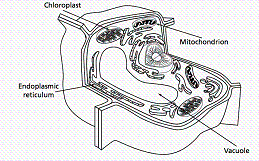 Chloroplast
Mitochondrion
Endoplasmic
reticulum
Vacuole